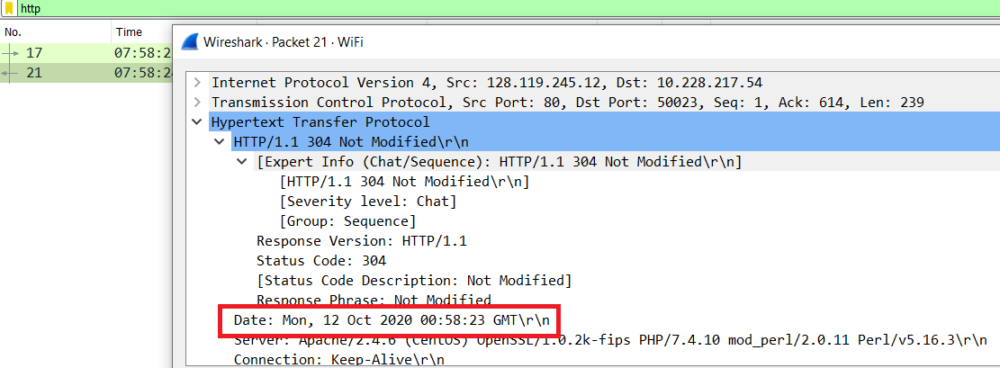 http
No. Time
17 07:58:2
21 07:58:24
Wireshark · Packet 21 · WiFi
Internet Protocol Version 4, Src: 128.119.245.12, Dst: 10.228.217.54
Transmission Control Protocol, Src Port: 80, Dst Port: 50023, Seq: 1, Ack: 614, Len: 239
Hypertext Transfer Protocol
HTTP/1.1 304 Not Modified\r\n
[Expert Info (Chat/Sequence): HTTP/1.1 304 Not Modified\r\n]
[HTTP/1.1 304 Not Modified\r\n]
[Severity level: Chat]
[Group: Sequence]
Response Version: HTTP/1.1
Status Code: 304
[Status Code Description: Not Modified]
Response Phrase: Not Modified
Date: Mon, 12 Oct 2020 00:58:23 GMT\r\n
Server: Apache/2.4.6 (CentOS) OpenSSL/1.0.2k-fips PHP/7.4.10 mod_perl/2.0.11 Perl/v5.16.3\r\n
Connection: Keep-Alive\r\n